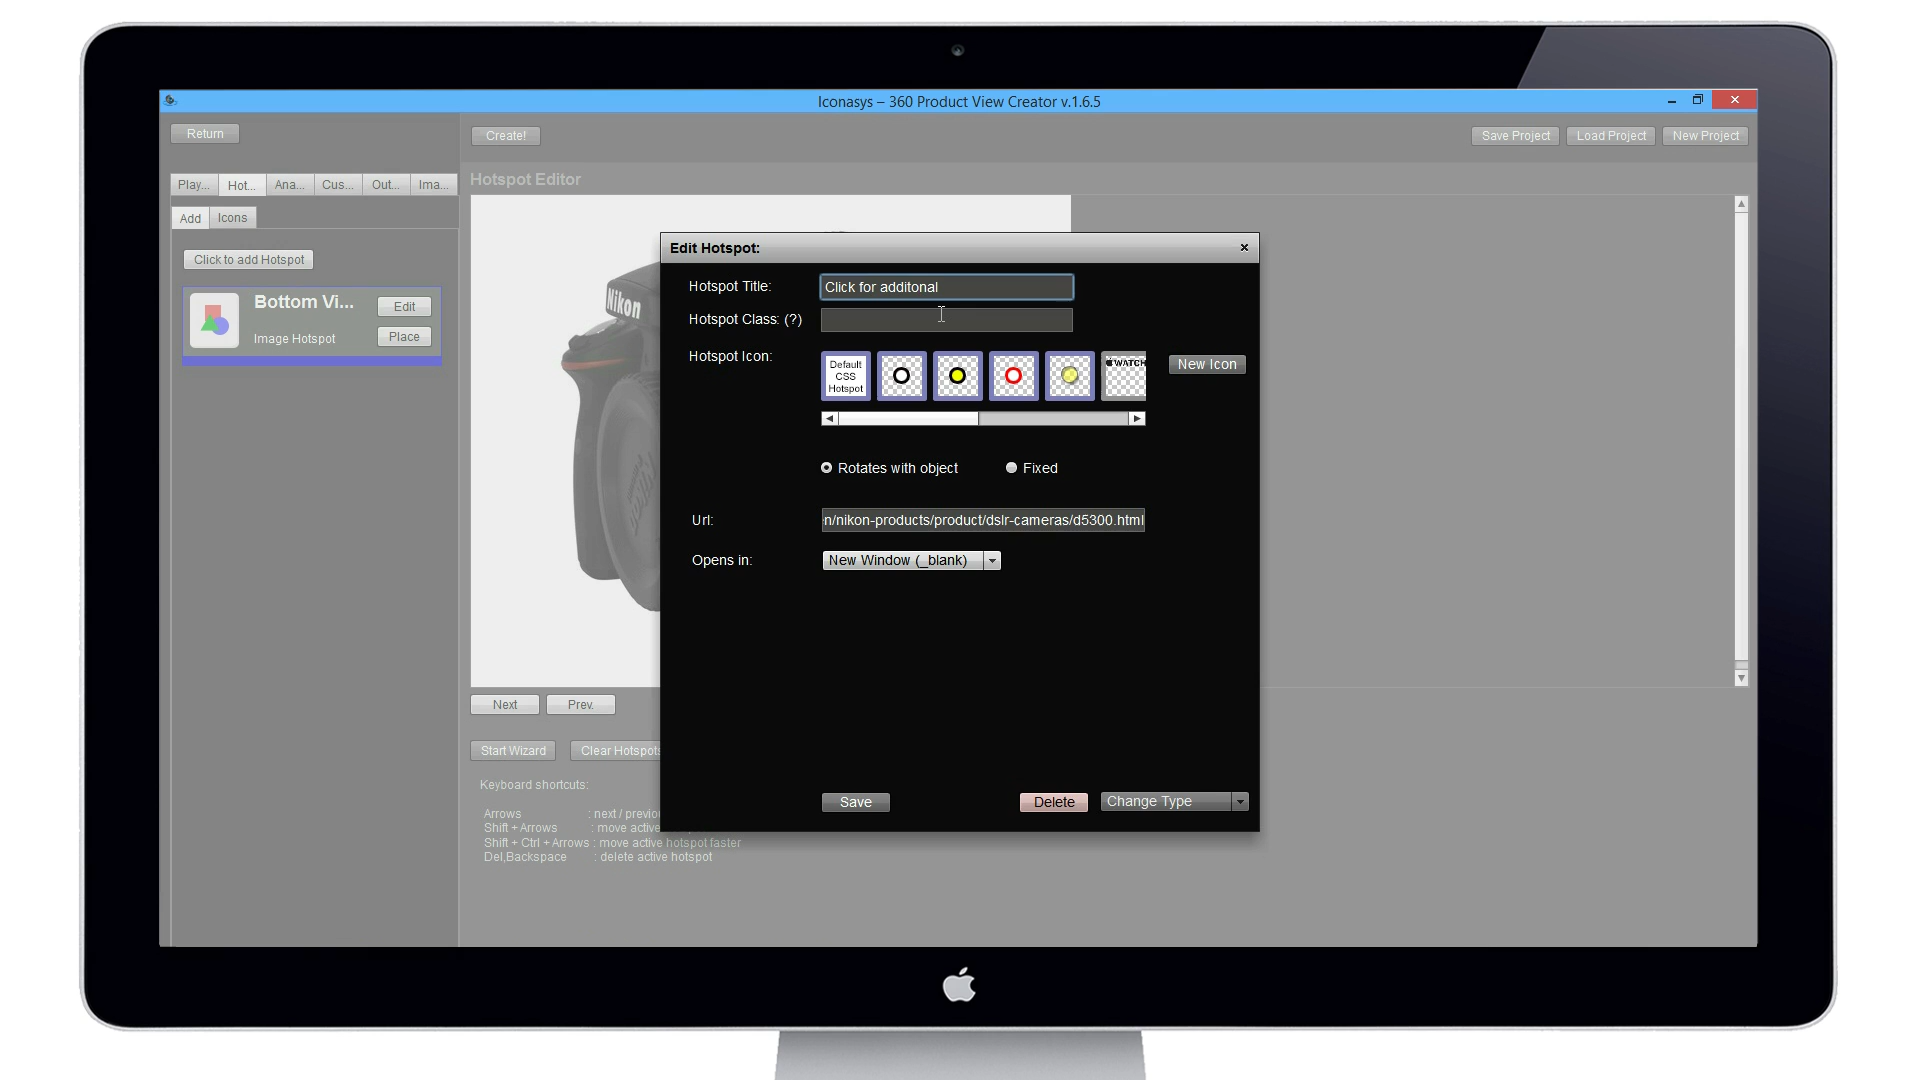 Iconasys – 360 Product View Creator v.1.6.5
Return
Create!
Save Project
Load Project
New Project
Play...
Hot...
Ana...
Cus...
Out...
Ima...
Hotspot Editor
Add
Icons
Click to add Hotspot
Bottom Vi...
Edit
Image Hotspot
Place
Nikon
Edit Hotspot:
Hotspot Title:
Click for additonal
Hotspot Class: (?)
Hotspot Icon:
Default
CSS
Hotspot
WATCH
New Icon
Rotates with object
Fixed
Url:
n/nikon-products/product/dslr-cameras/d5300.html
Opens in:
New Window (_blank)
Save
Delete
Change Type
Next
Prev.
Start Wizard
Clear Hotspots
Keyboard shortcuts:
Arrows : next / previou
Shift + Arrows : move active
Shift + Ctrl + Arrows : move active hotspot faster
Del,Backspace : delete active hotspot